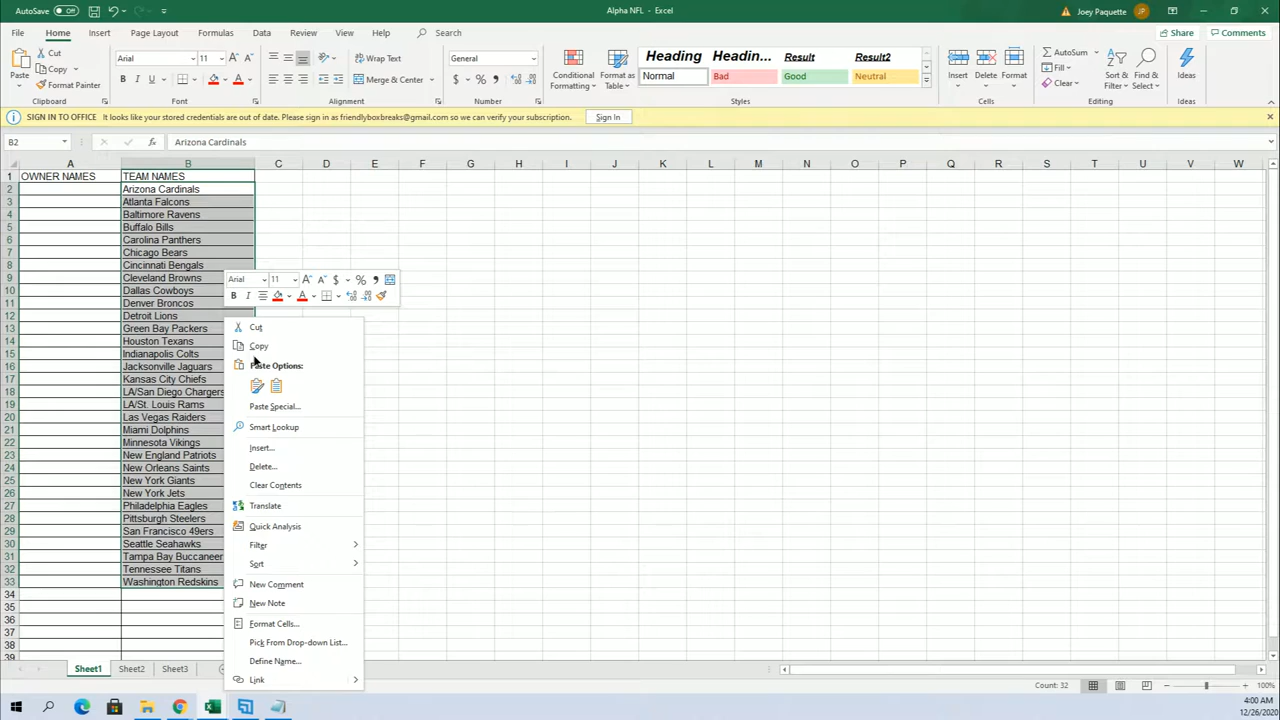 AutoSave Off
Alpha NFL - Excel
Joey Paquette JP
File Home Insert Page Layout Formulas Data Review View Help Search
Share Comments
Paste
Cut
Copy
Format Painter
Clipboard
Arial 11
B I U
Font
Wrap Text
Merge & Center
Alignment
General
$ % ,
Number
Conditional Formatting
Format as Table
Heading Headin... Result Result2
Normal Bad Good Neutral
Styles
Insert Delete Format
Cells
AutoSum
Fill
Clear
Sort & Filter
Find & Select
Editing
Ideas
Ideas
SIGN IN TO OFFICE It looks like your stored credentials are out of date. Please sign in as friendlyboxbreaks@gmail.com so we can verify your subscription. Sign In
B2 fx Arizona Cardinals
A B C D E F G H I J K L M N O P Q R S T U V W
1 OWNER NAMES TEAM NAMES
2 Arizona Cardinals
3 Atlanta Falcons
4 Baltimore Ravens
5 Buffalo Bills
6 Carolina Panthers
7 Chicago Bears
8 Cincinnati Bengals
9 Cleveland Browns
10 Dallas Cowboys
11 Denver Broncos
12 Detroit Lions
13 Green Bay Packers
14 Houston Texans
15 Indianapolis Colts
16 Jacksonville Jaguars
17 Kansas City Chiefs
18 LA/San Diego Chargers
19 LA/St. Louis Rams
20 Las Vegas Raiders
21 Miami Dolphins
22 Minnesota Vikings
23 New England Patriots
24 New Orleans Saints
25 New York Giants
26 New York Jets
27 Philadelphia Eagles
28 Pittsburgh Steelers
29 San Francisco 49ers
30 Seattle Seahawks
31 Tampa Bay Buccaneer
32 Tennessee Titans
33 Washington Redskins
34
35
36
37
38
39
Arial 11 A A $ % ,
B I A
Cut
Copy
Paste Options:
Paste Special...
Smart Lookup
Insert...
Delete...
Clear Contents
Translate
Quick Analysis
Filter
Sort
New Comment
New Note
Format Cells...
Pick From Drop-down List...
Define Name...
Link
Sheet1 Sheet2 Sheet3
Count: 32
100%
4:00 AM
12/26/2020